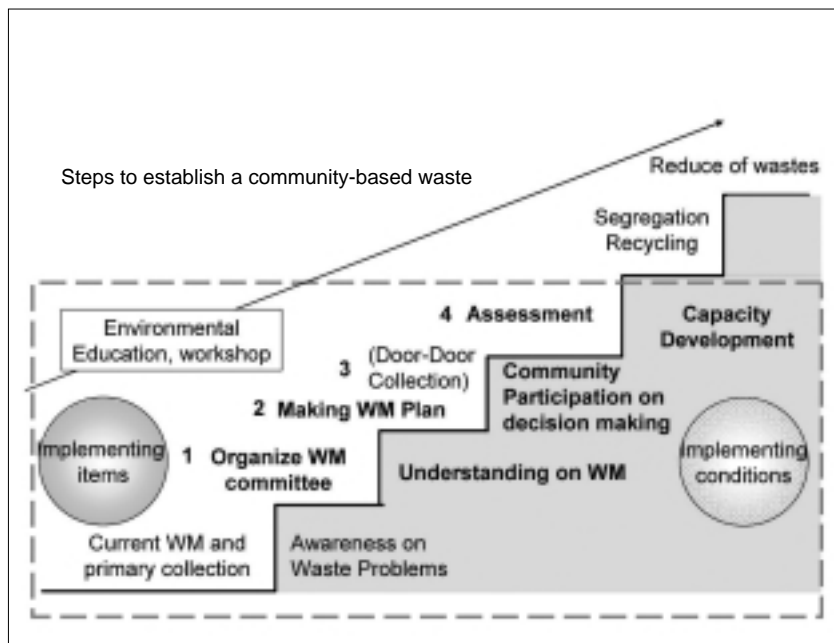 Steps to establish a community-based waste
Reduce of wastes
Segregation
Recycling
4 Assessment
Capacity
Development
Environmental
Education, workshop
3 (Door-Door
Collection)
Community
Participation on
decision making
2 Making WM Plan
Implementing
items
1 Organize WM
committee
Understanding on WM
Implementing
conditions
Current WM and
primary collection
Awareness on
Waste Problems